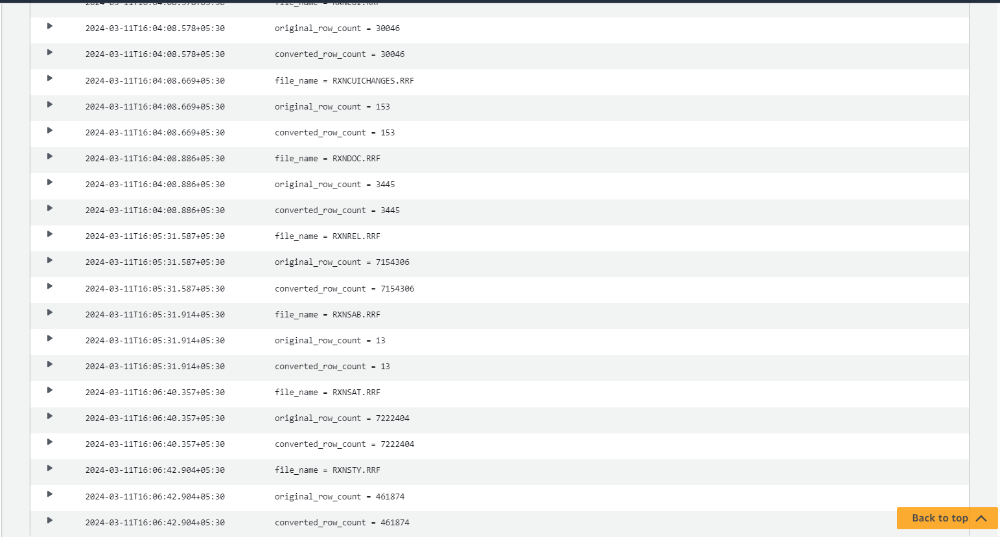 2024-03-11T16:04:08.578+05:30 file_name = RXNCUI.RRF
2024-03-11T16:04:08.578+05:30 original_row_count = 30046
2024-03-11T16:04:08.578+05:30 converted_row_count = 30046
2024-03-11T16:04:08.669+05:30 file_name = RXNCUICHANGES.RRF
2024-03-11T16:04:08.669+05:30 original_row_count = 153
2024-03-11T16:04:08.669+05:30 converted_row_count = 153
2024-03-11T16:04:08.886+05:30 file_name = RXNDOC.RRF
2024-03-11T16:04:08.886+05:30 original_row_count = 3445
2024-03-11T16:04:08.886+05:30 converted_row_count = 3445
2024-03-11T16:05:31.587+05:30 file_name = RXNREL.RRF
2024-03-11T16:05:31.587+05:30 original_row_count = 7154306
2024-03-11T16:05:31.587+05:30 converted_row_count = 7154306
2024-03-11T16:05:31.914+05:30 file_name = RXNSAB.RRF
2024-03-11T16:05:31.914+05:30 original_row_count = 13
2024-03-11T16:05:31.914+05:30 converted_row_count = 13
2024-03-11T16:06:40.357+05:30 file_name = RXNSAT.RRF
2024-03-11T16:06:40.357+05:30 original_row_count = 7222404
2024-03-11T16:06:40.357+05:30 converted_row_count = 7222404
2024-03-11T16:06:42.904+05:30 file_name = RXNSTY.RRF
2024-03-11T16:06:42.904+05:30 original_row_count = 461874
2024-03-11T16:06:42.904+05:30 converted_row_count = 461874
Back to top